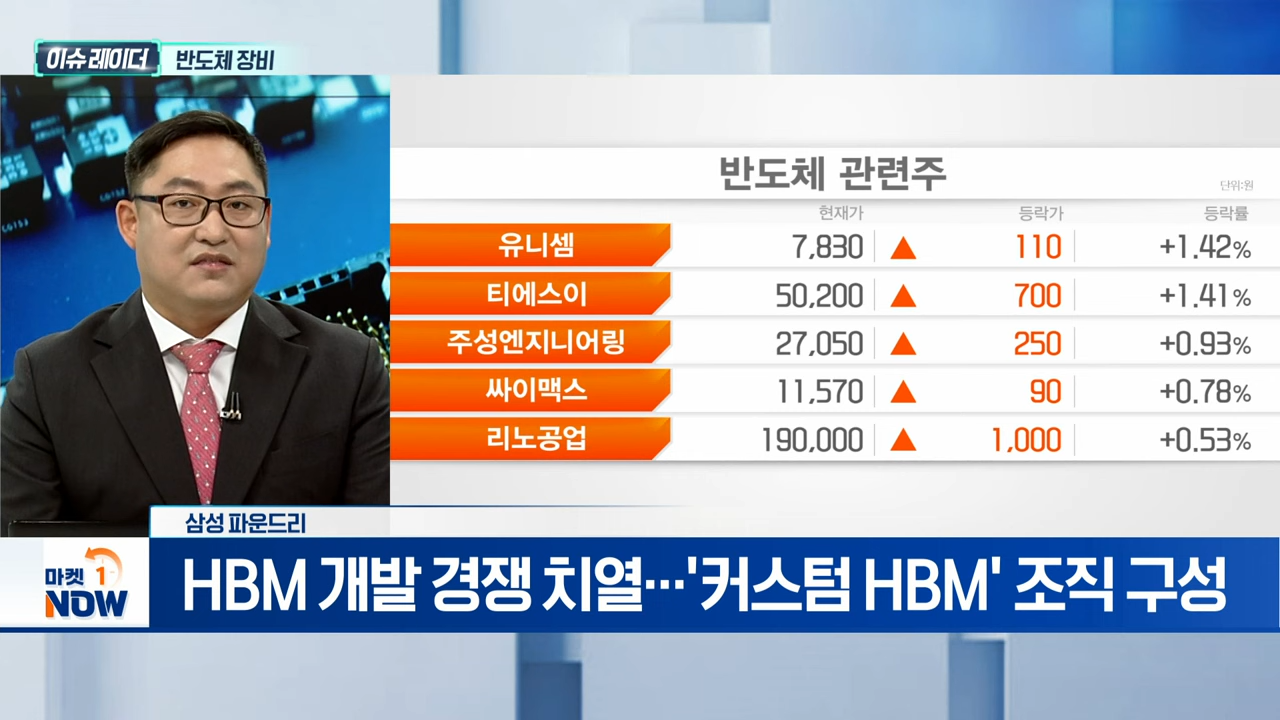 이슈 레이더 반도체 장비
반도체 관련주
단위:원
현재가 등락가 등락률
유니셈 7,830 ▲ 110 +1.42%
티에스이 50,200 ▲ 700 +1.41%
주성엔지니어링 27,050 ▲ 250 +0.93%
싸이맥스 11,570 ▲ 90 +0.78%
리노공업 190,000 ▲ 1,000 +0.53%
삼성 파운드리
마켓 1
NOW
HBM 개발 경쟁 치열…'커스텀 HBM' 조직 구성